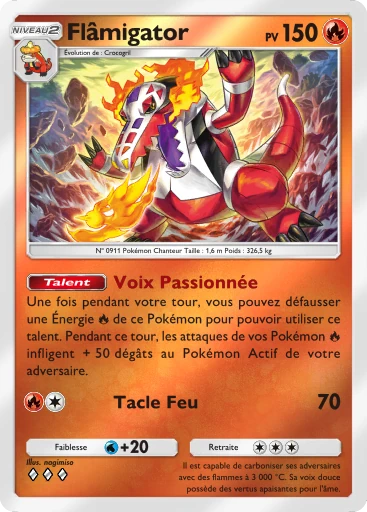 NIVEAU 2 Flâmigator PV 150
Évolution de : Crocogril
N° 0911 Pokémon Chanteur Taille : 1,6 m Poids : 326,5 kg
Talent Voix Passionnée
Une fois pendant votre tour, vous pouvez défausser
une Énergie de ce Pokémon pour pouvoir utiliser ce
talent. Pendant ce tour, les attaques de vos Pokémon
infligent + 50 dégâts au Pokémon Actif de votre
adversaire.
Tacle Feu 70
Faiblesse +20 Retraite
Illus. nagimiso
Il est capable de carboniser ses adversaires
avec des flammes à 3 000 °C. Sa voix douce
possède des vertus apaisantes pour l'âme.